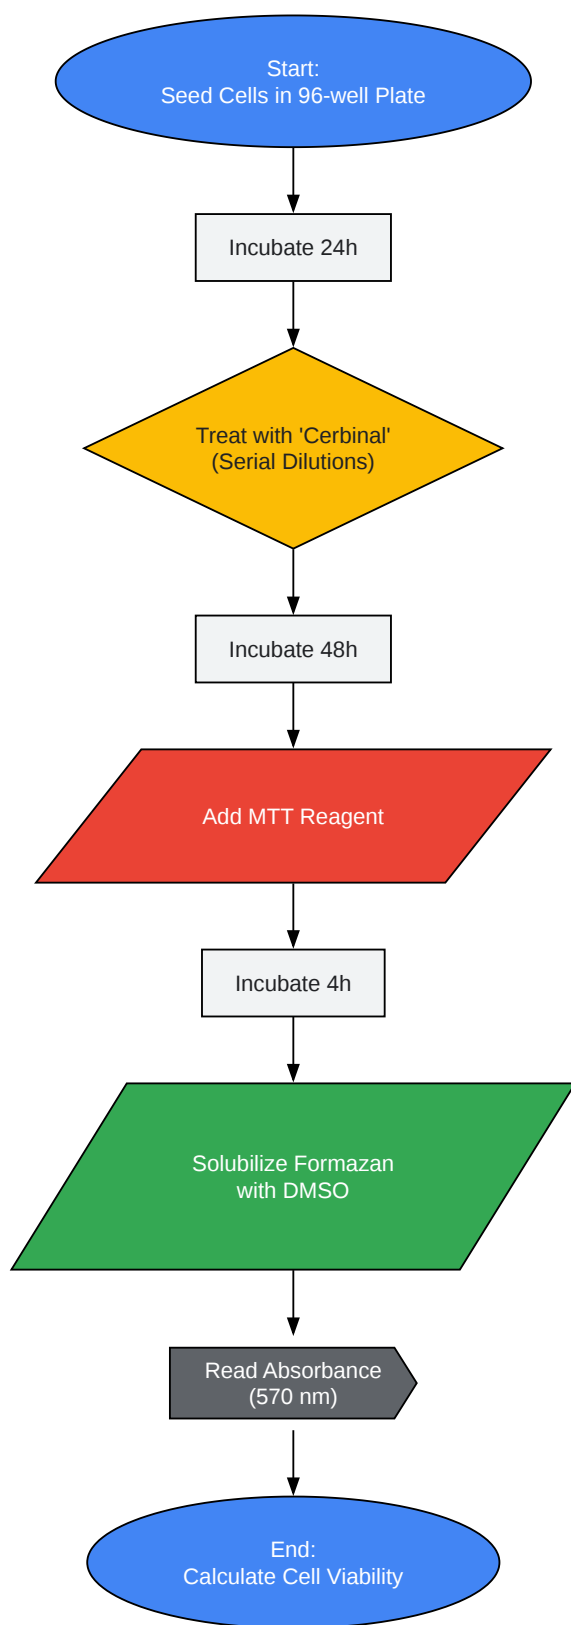 Start:
Seed Cells in 96-well Plate
Incubate 24h
Treat with 'Cerbinal'
(Serial Dilutions)
Incubate 48h
Add MTT Reagent
Incubate 4h
Solubilize Formazan
with DMSO
Read Absorbance
(570 nm)
End:
Calculate Cell Viability